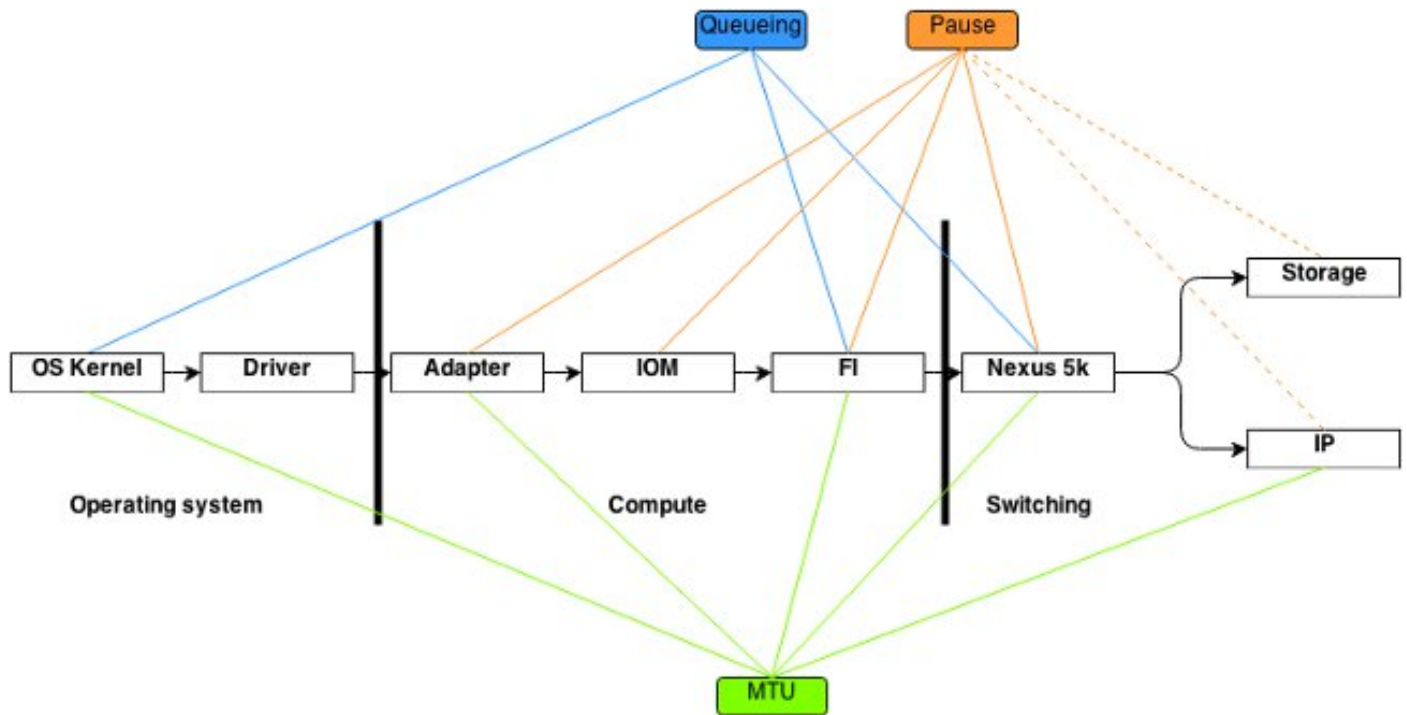 Queueing
Pause
Storage
OS Kernel
Driver
Adapter
IOM
FI
Nexus 5k
IP
Operating system
Compute
Switching
MTU